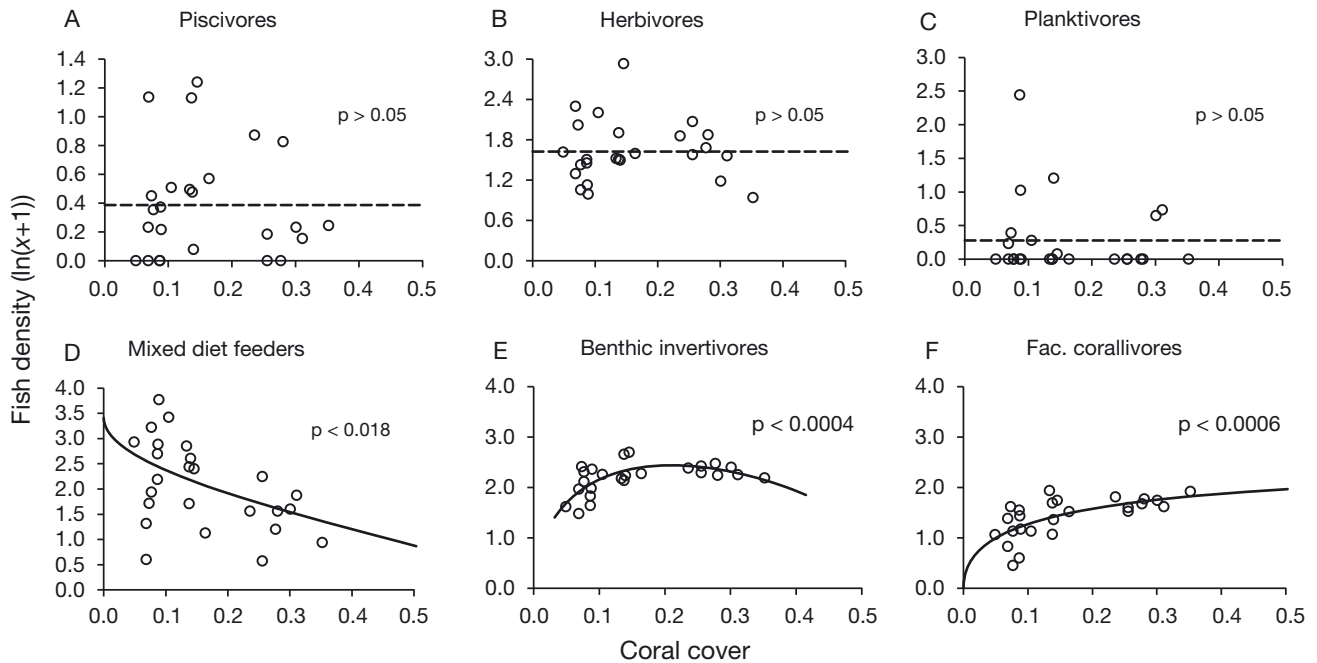 A Piscivores
1.4
1.2
1.0
0.8
0.6
0.4
0.2
0.0
p > 0.05
0.0 0.1 0.2 0.3 0.4 0.5
B Herbivores
3.0
2.4
1.8
1.2
0.6
0.0
p > 0.05
0.0 0.1 0.2 0.3 0.4 0.5
C Planktivores
3.0
2.5
2.0
1.5
1.0
0.5
0.0
p > 0.05
0.0 0.1 0.2 0.3 0.4 0.5
Fish density (ln(x+1))
D Mixed diet feeders
4.0
3.5
3.0
2.5
2.0
1.5
1.0
0.5
0.0
p < 0.018
0.0 0.1 0.2 0.3 0.4 0.5
E Benthic invertivores
4.0
3.0
2.0
1.0
0.0
p < 0.0004
0.0 0.1 0.2 0.3 0.4 0.5
F Fac. corallivores
4.0
3.0
2.0
1.0
0.0
p < 0.0006
0.0 0.1 0.2 0.3 0.4 0.5
Coral cover